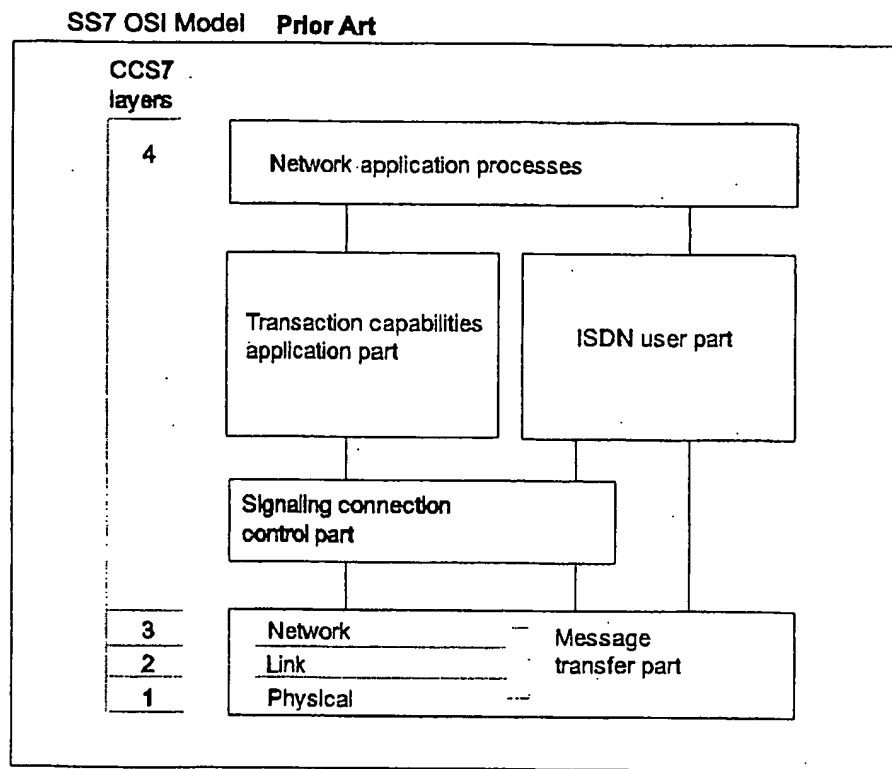 SS7 OSI Model Prior Art
CCS7
layers
4
Network application processes
Transaction capabilities
application part
ISDN user part
Signaling connection
control part
3
Network
2
Link
1
Physical
Message
transfer part